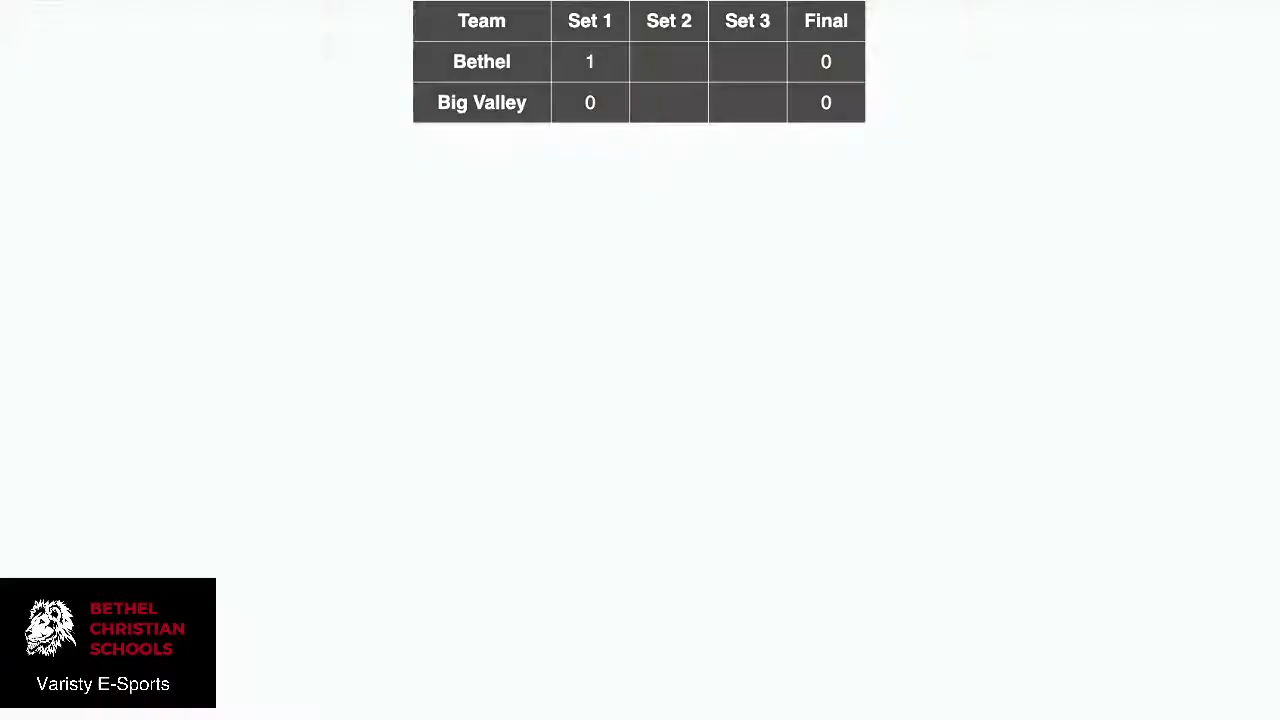 Team Set 1 Set 2 Set 3 Final
Bethel 1 0
Big Valley 0 0
BETHEL
CHRISTIAN
SCHOOLS
Varisty E-Sports